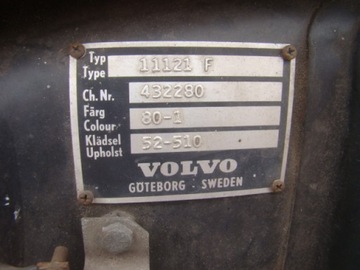 Typ
Type 11121 F
Ch. Nr. 432280
Färg
Colour 80-1
Klädsel
Upholst 52-510
VOLVO
GÖTEBORG · SWEDEN